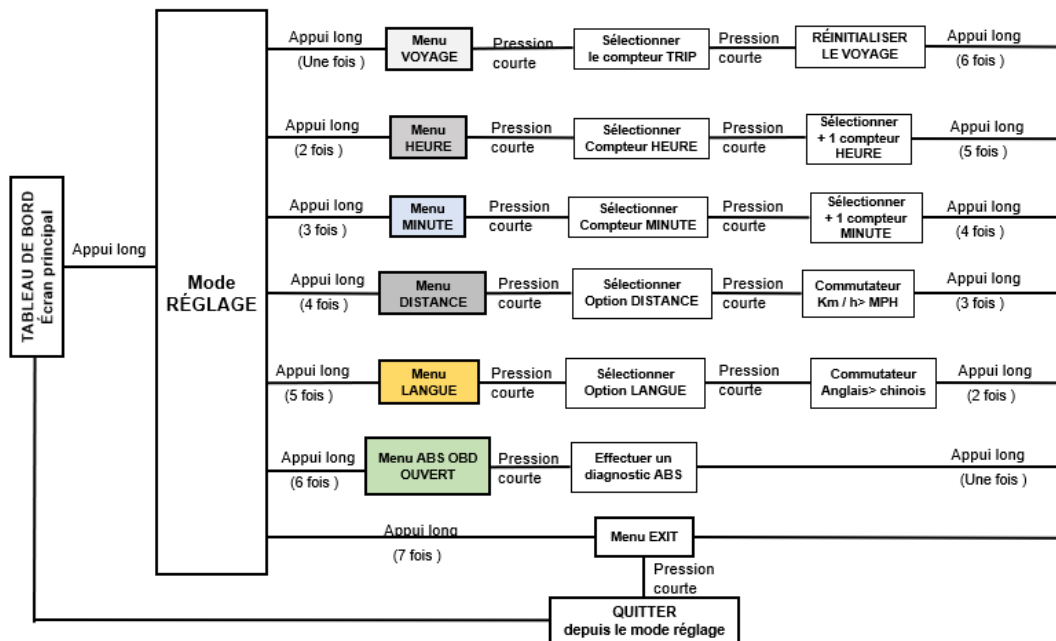 TABLEAU DE BORD
Écran principal
Appui long
Mode
RÉGLAGE
Appui long
(Une fois )
Menu
VOYAGE
Pression
courte
Sélectionner
le compteur TRIP
Pression
courte
RÉINITIALISER
LE VOYAGE
Appui long
(6 fois )
Appui long
(2 fois )
Menu
HEURE
Pression
courte
Sélectionner
Compteur HEURE
Pression
courte
Sélectionner
+ 1 compteur
HEURE
Appui long
(5 fois )
Appui long
(3 fois )
Menu
MINUTE
Pression
courte
Sélectionner
Compteur MINUTE
Pression
courte
Sélectionner
+ 1 compteur
MINUTE
Appui long
(4 fois )
Appui long
(4 fois )
Menu
DISTANCE
Pression
courte
Sélectionner
Option DISTANCE
Pression
courte
Commutateur
Km / h> MPH
Appui long
(3 fois )
Appui long
(5 fois )
Menu
LANGUE
Pression
courte
Sélectionner
Option LANGUE
Pression
courte
Commutateur
Anglais> chinois
Appui long
(2 fois )
Appui long
(6 fois )
Menu ABS OBD
OUVERT
Pression
courte
Effectuer un
diagnostic ABS
Appui long
(Une fois )
Appui long
(7 fois )
Menu EXIT
Pression
courte
QUITTER
depuis le mode réglage